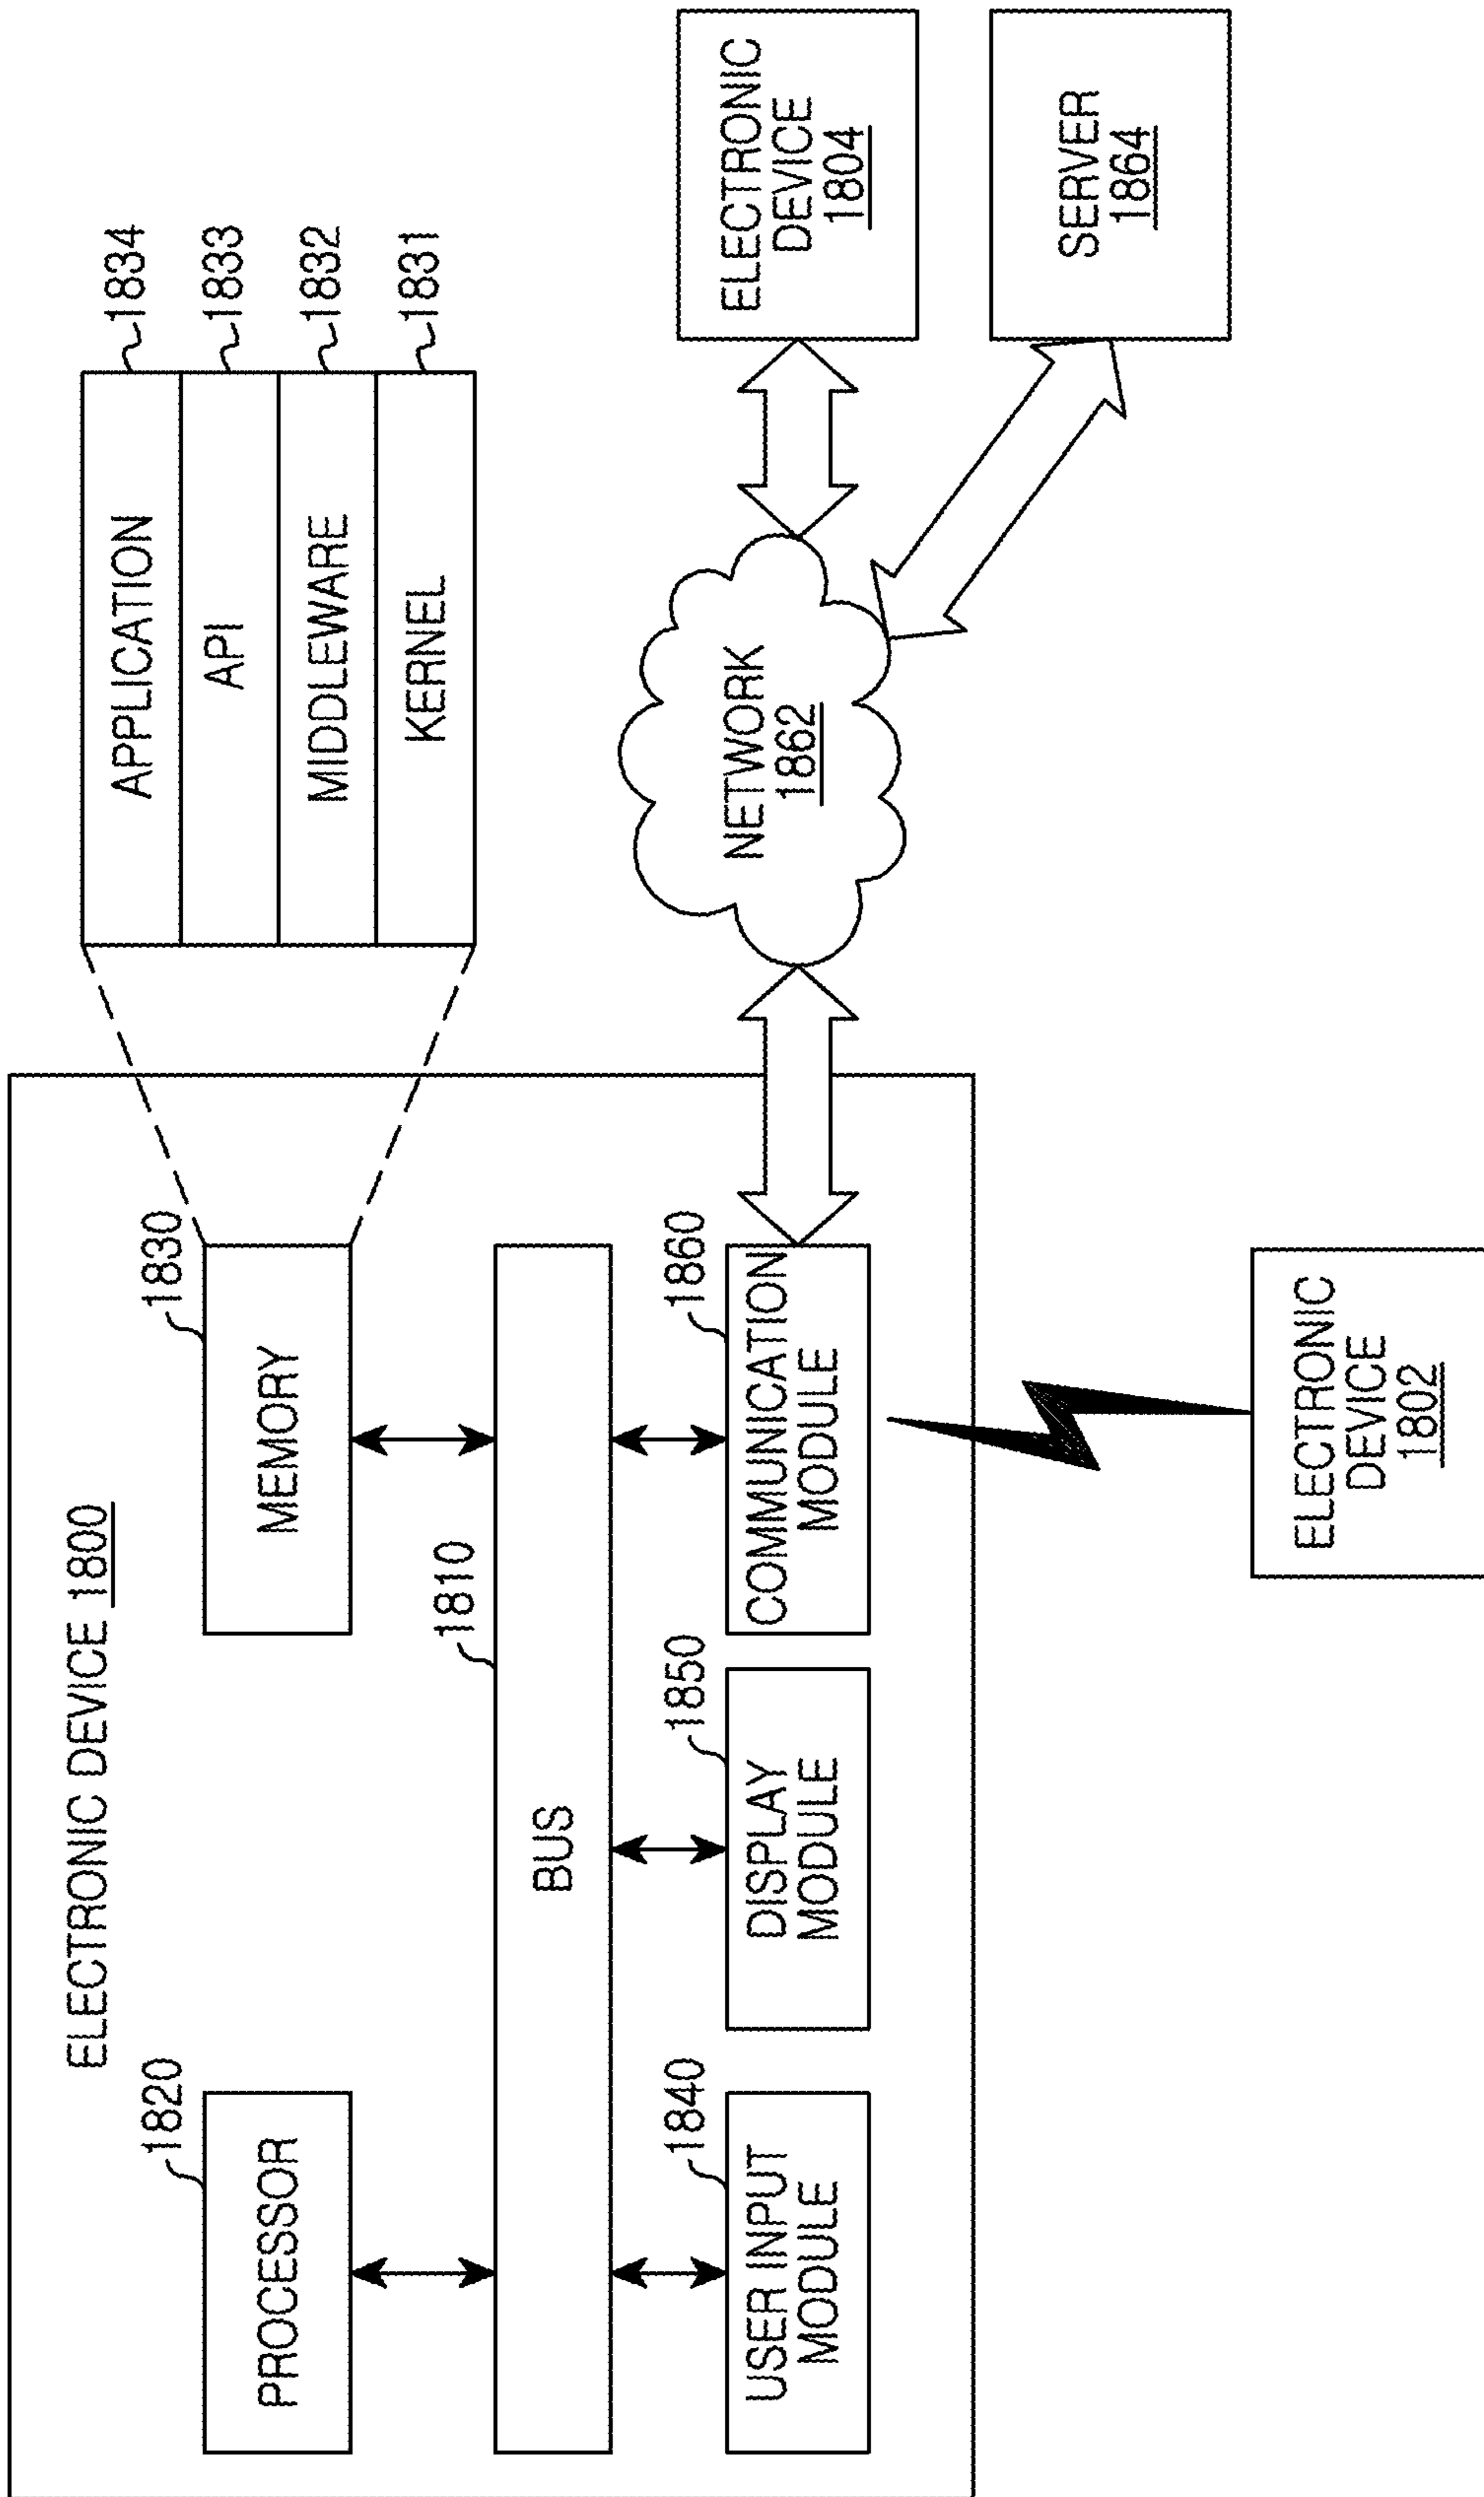 ELECTRONIC DEVICE 1800
1820
PROCESSOR
1830
MEMORY
1834
APPLICATION
1833
API
1832
MIDDLEWARE
1831
KERNEL
1810
BUS
1840
USER INPUT
MODULE
1850
DISPLAY
MODULE
1860
COMMUNICATION
MODULE
NETWORK
1862
ELECTRONIC
DEVICE
1804
SERVER
1864
ELECTRONIC
DEVICE
1802